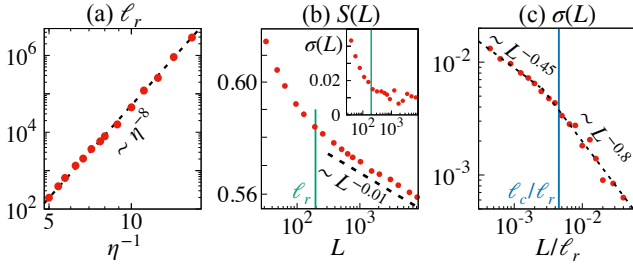 (a) ℓ_r
10^6
10^4
10^2
5
10
η^{-1}
~ η^{-8}
(b) S(L)
0.60
0.56
10^2
10^3
L
ℓ_r
~ L^{-0.01}
σ(L)
0.02
0
10^2
10^3
(c) σ(L)
10^{-2}
10^{-3}
10^{-3}
10^{-2}
L/ℓ_r
~ L^{-0.45}
~ L^{-0.8}
ℓ_c/ℓ_r